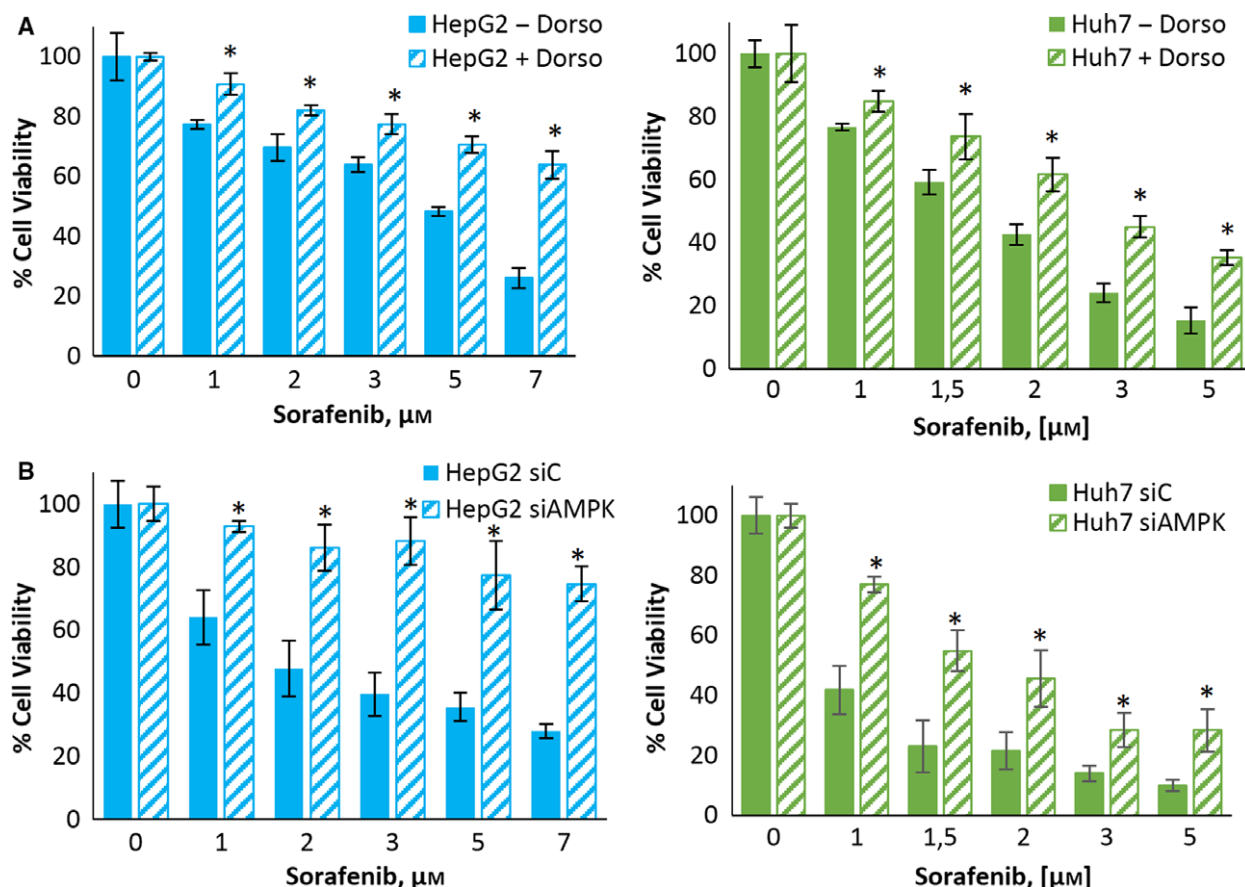 A
HepG2 – Dorso
HepG2 + Dorso
% Cell Viability
100
80
60
40
20
0
* * * * *
0 1 2 3 5 7
Sorafenib, μM
Huh7 – Dorso
Huh7 + Dorso
% Cell Viability
100
80
60
40
20
0
* * * * *
0 1 1,5 2 3 5
Sorafenib, [μM]
B
HepG2 siC
HepG2 siAMPK
% Cell Viability
100
80
60
40
20
0
* * * * *
0 1 2 3 5 7
Sorafenib, μM
Huh7 siC
Huh7 siAMPK
% Cell Viability
100
80
60
40
20
0
* * * * *
0 1 1,5 2 3 5
Sorafenib, [μM]